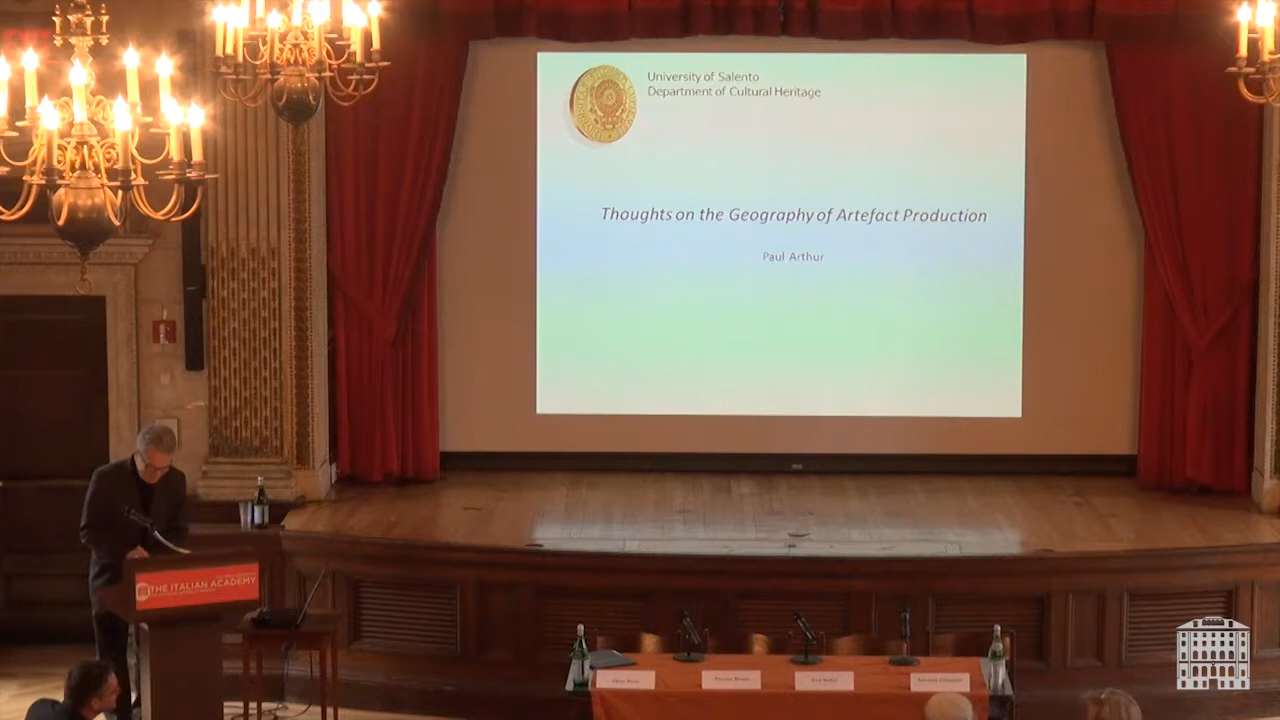 University of Salento
Department of Cultural Heritage
Thoughts on the Geography of Artefact Production
Paul Arthur
THE ITALIAN ACADEMY